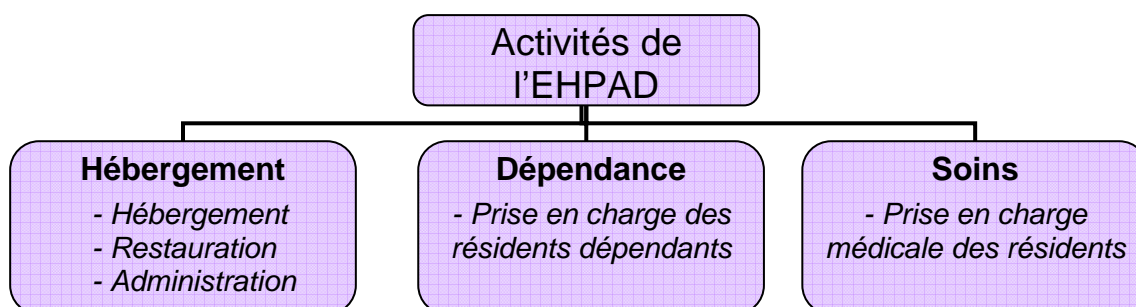 Activités de
l'EHPAD
Hébergement
- Hébergement
- Restauration
- Administration
Dépendance
- Prise en charge des
résidents dépendants
Soins
- Prise en charge
médicale des résidents